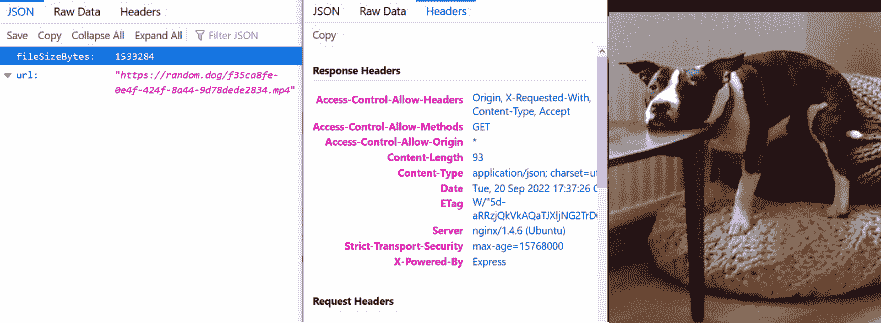 JSON Raw Data Headers
Save Copy Collapse All Expand All Filter JSON
fileSizeBytes: 1533284
url: "https://random.dog/f35ca8fe-
0e4f-424f-8a44-9d78dede2834.mp4"
JSON Raw Data Headers
Copy
Response Headers
Access-Control-Allow-Headers Origin, X-Requested-With,
Content-Type, Accept
Access-Control-Allow-Methods GET
Access-Control-Allow-Origin *
Content-Length 93
Content-Type application/json; charset=ut
Date Tue, 20 Sep 2022 17:37:26 G
ETag W/"5d-
aRRzjQkVkAQaTJXljNG2TrD
Server nginx/1.4.6 (Ubuntu)
Strict-Transport-Security max-age=15768000
X-Powered-By Express
Request Headers